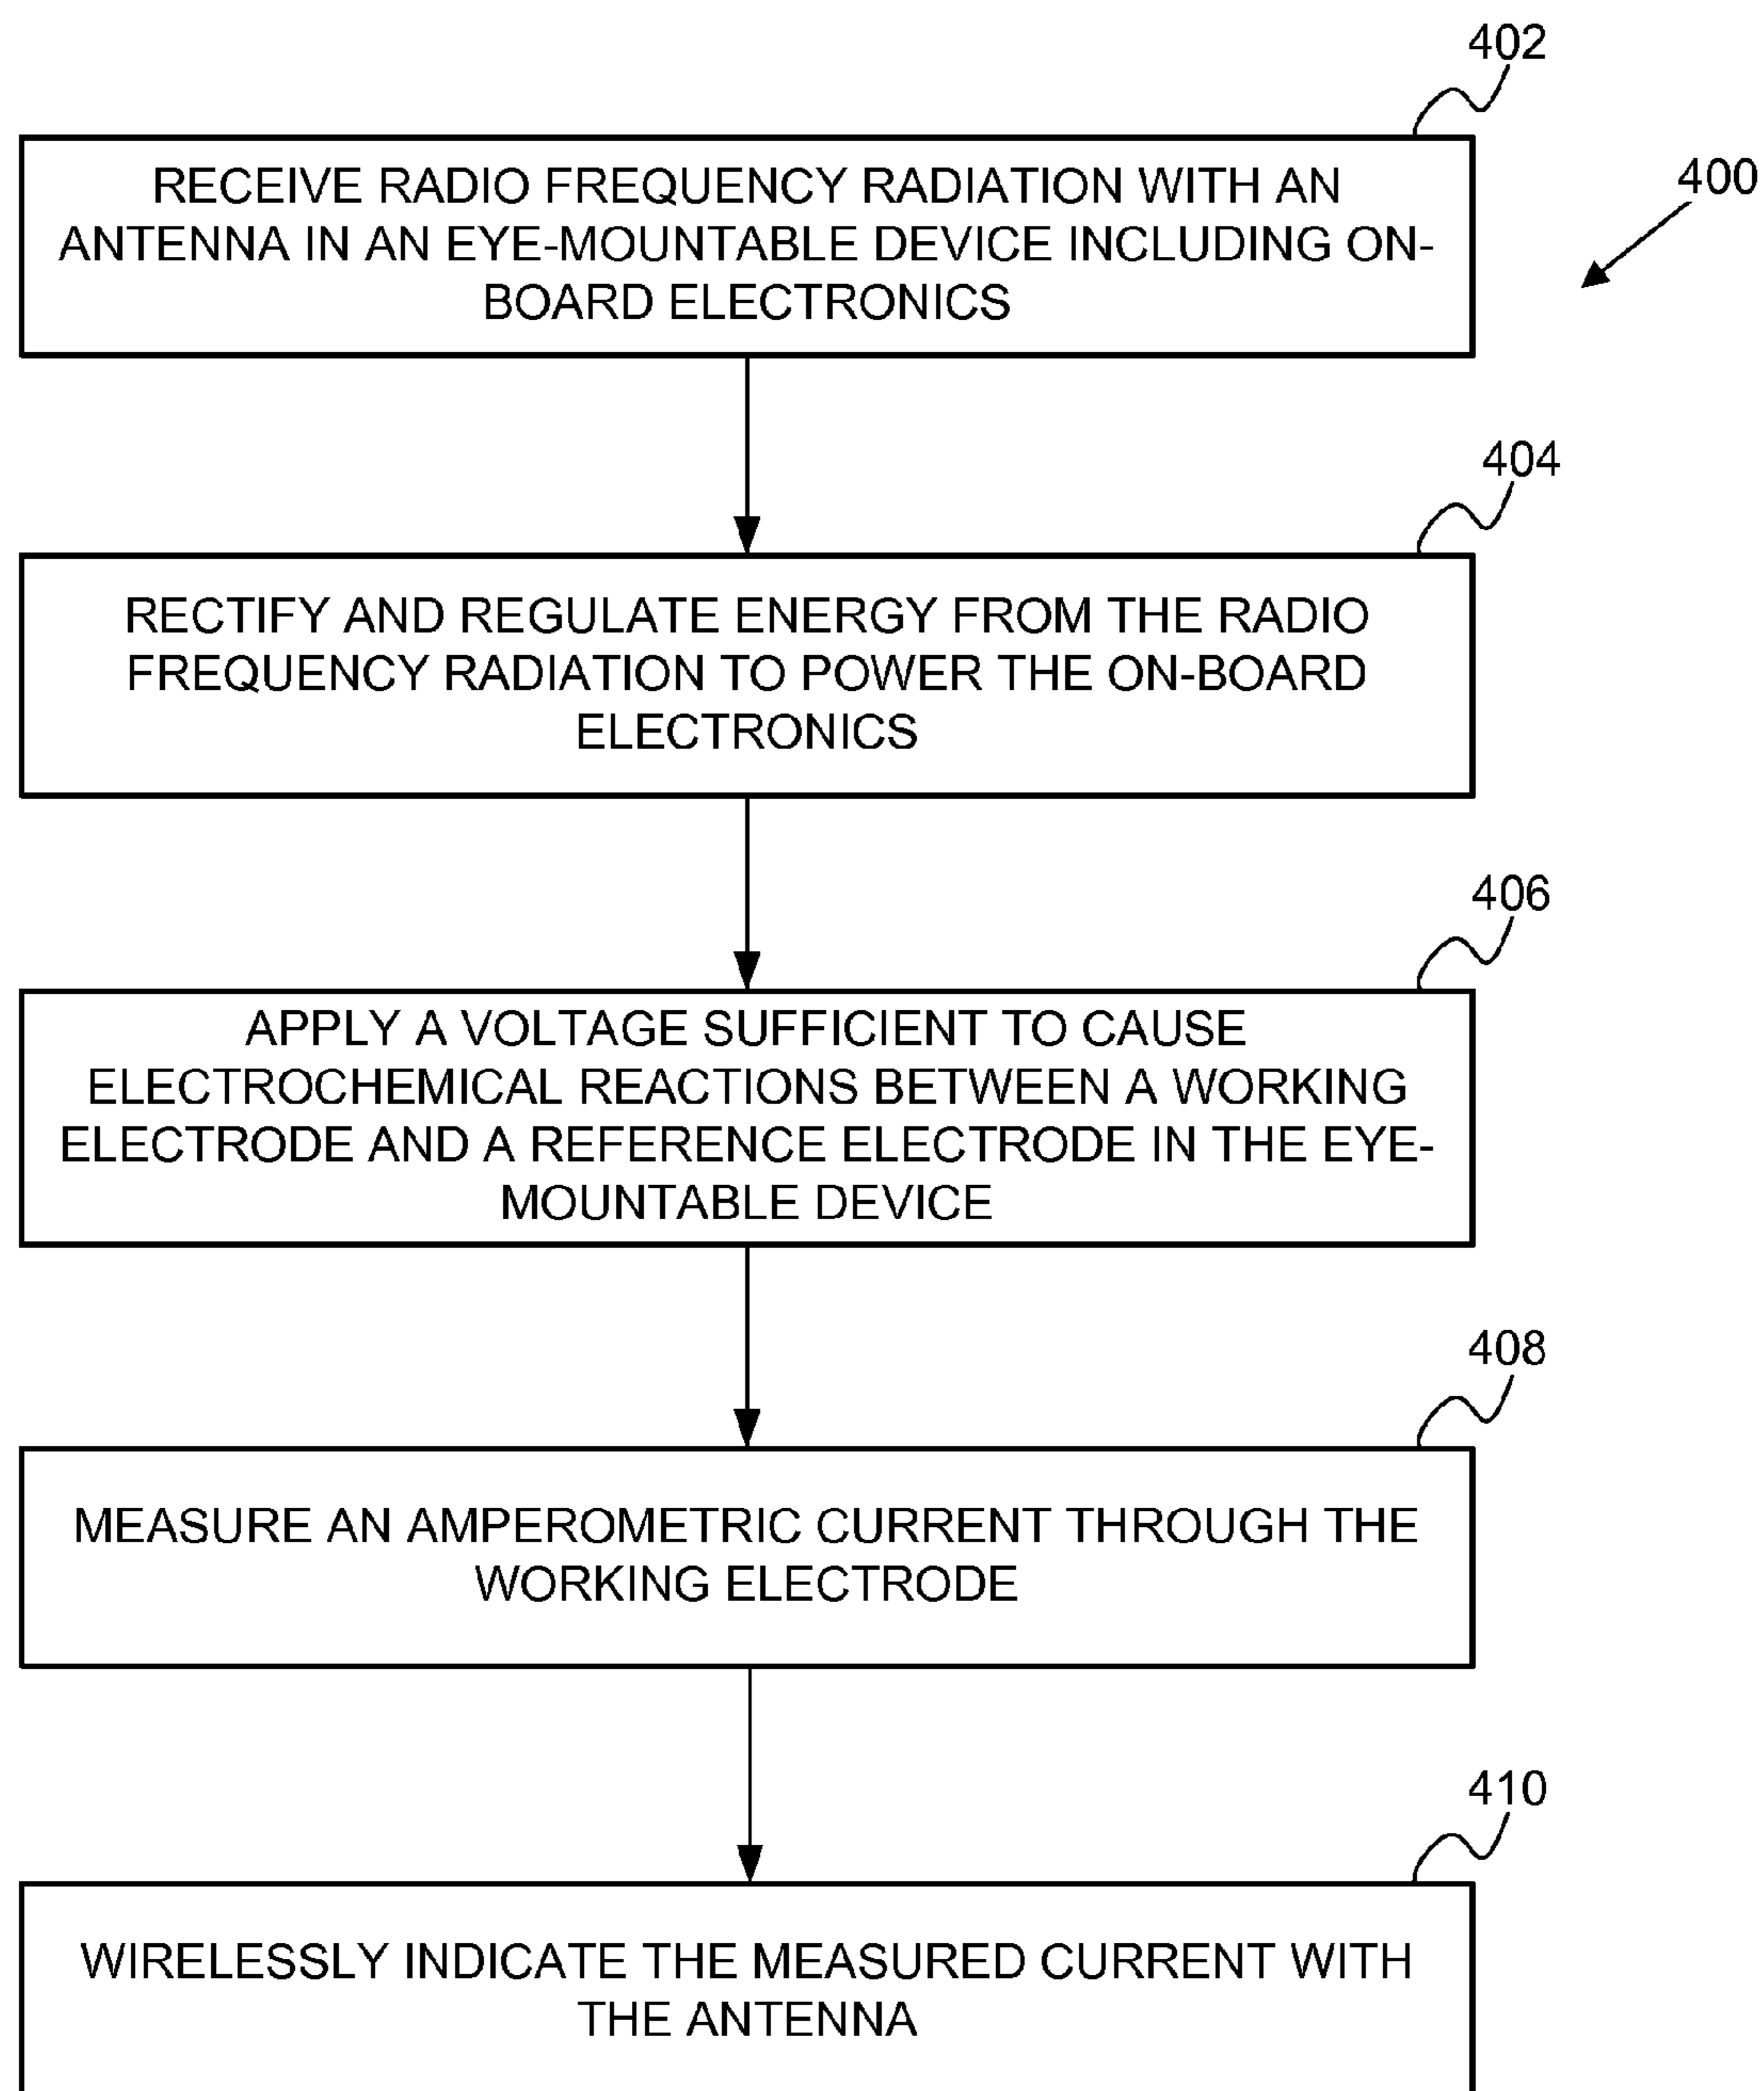 402
400
RECEIVE RADIO FREQUENCY RADIATION WITH AN
ANTENNA IN AN EYE-MOUNTABLE DEVICE INCLUDING ON-
BOARD ELECTRONICS
404
RECTIFY AND REGULATE ENERGY FROM THE RADIO
FREQUENCY RADIATION TO POWER THE ON-BOARD
ELECTRONICS
406
APPLY A VOLTAGE SUFFICIENT TO CAUSE
ELECTROCHEMICAL REACTIONS BETWEEN A WORKING
ELECTRODE AND A REFERENCE ELECTRODE IN THE EYE-
MOUNTABLE DEVICE
408
MEASURE AN AMPEROMETRIC CURRENT THROUGH THE
WORKING ELECTRODE
410
WIRELESSLY INDICATE THE MEASURED CURRENT WITH
THE ANTENNA